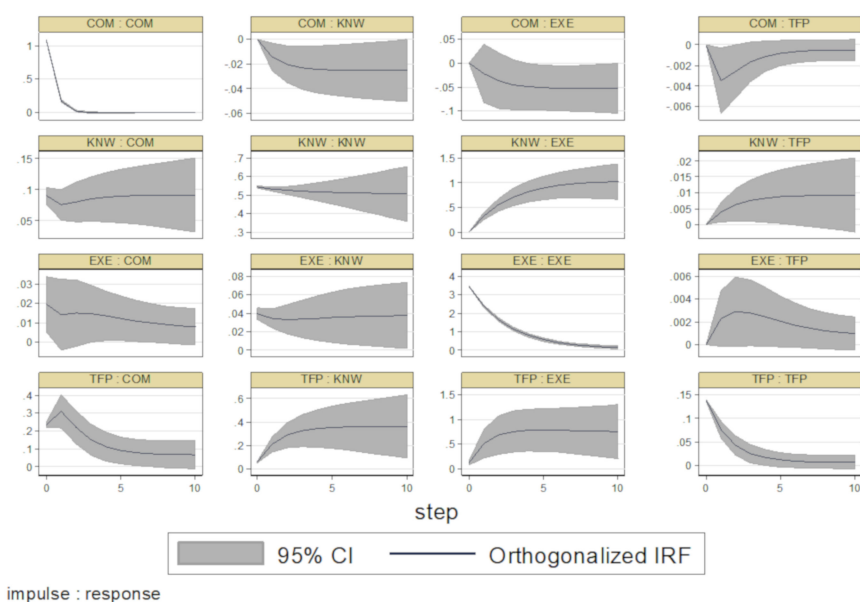 COM : COM COM : KNW COM : EXE COM : TFP
1 0 .05 0
.5 -.02 0 -.002
0 -.04 -.05 -.004
-.06 -.1 -.006
KNW : COM KNW : KNW KNW : EXE KNW : TFP
.15 .7 1.5 .02
.1 .6 1 .015
.05 .5 .5 .01
.4 0 .005
.3 0
EXE : COM EXE : KNW EXE : EXE EXE : TFP
.03 .08 4 .006
.02 .06 3 .004
.01 .04 2 .002
0 .02 1 0
0 0
TFP : COM TFP : KNW TFP : EXE TFP : TFP
.4 .6 1.5 .15
.3 .4 1 .1
.2 .2 .5 .05
.1 0 0 0
0
0 5 10 0 5 10 0 5 10 0 5 10
step
95% CI Orthogonalized IRF
impulse : response